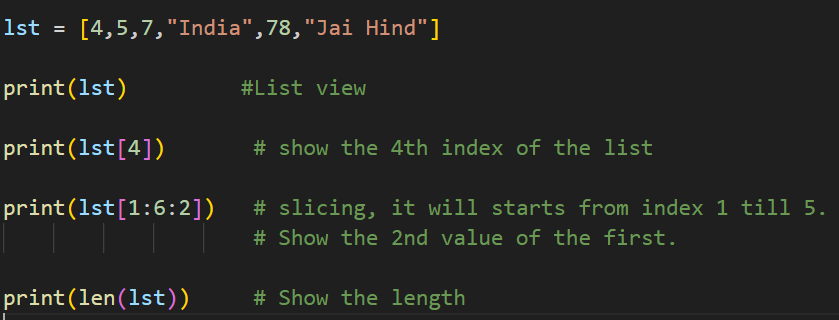 lst = [4,5,7,"India",78,"Jai Hind"]
print(lst)         #List view
print(lst[4])       # show the 4th index of the list
print(lst[1:6:2])   # slicing, it will starts from index 1 till 5.
                    # Show the 2nd value of the first.
print(len(lst))     # Show the length